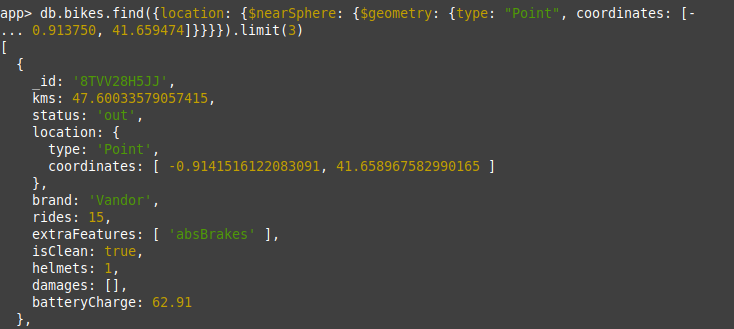 app> db.bikes.find({location: {$nearSphere: {$geometry: {type: "Point", coordinates: [-
... 0.913750, 41.659474]}}}}).limit(3)
[
  {
    _id: '8TVV28H5JJ',
    kms: 47.60033579057415,
    status: 'out',
    location: {
      type: 'Point',
      coordinates: [ -0.9141516122083091, 41.658967582990165 ]
    },
    brand: 'Vandor',
    rides: 15,
    extraFeatures: [ 'absBrakes' ],
    isClean: true,
    helmets: 1,
    damages: [],
    batteryCharge: 62.91
  },